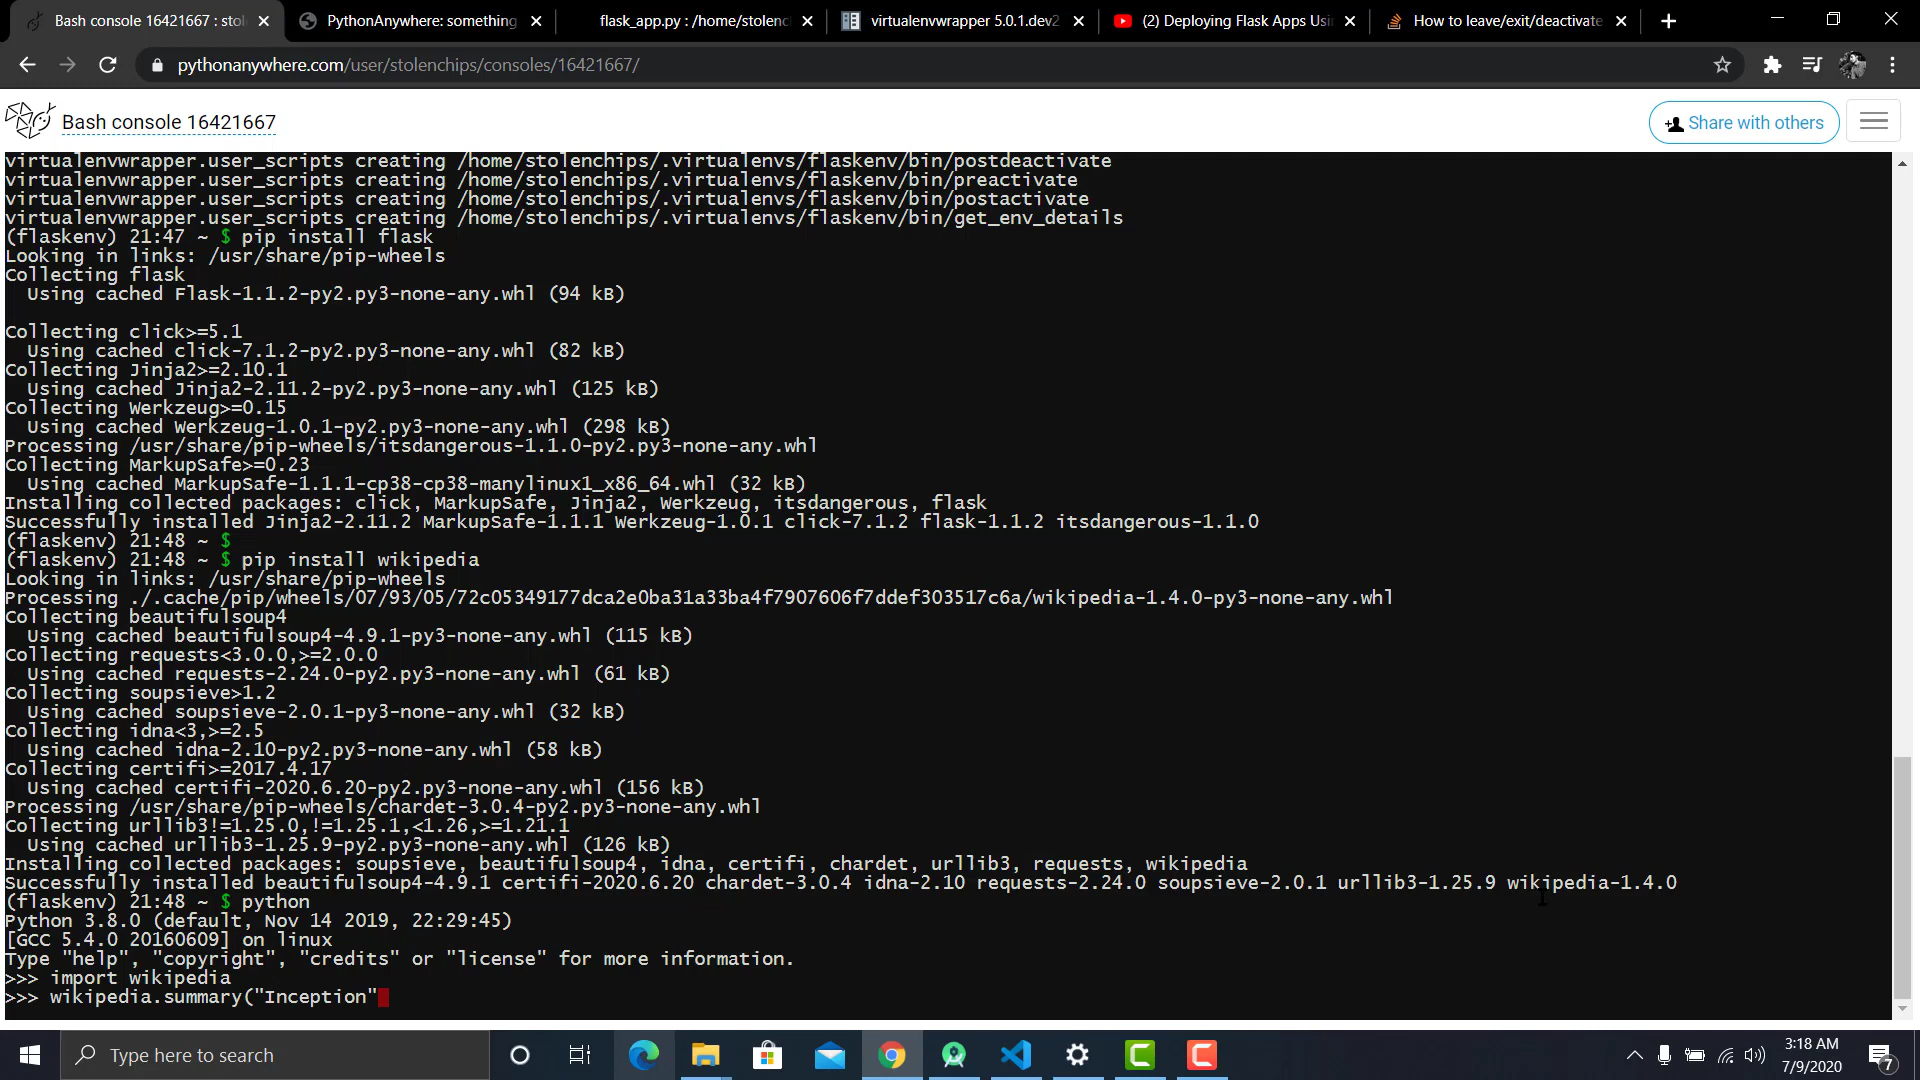 Bash console 16421667 : stol
PythonAnywhere: something
flask_app.py : /home/stolenc
virtualenvwrapper 5.0.1.dev2
(2) Deploying Flask Apps Usi
How to leave/exit/deactivate
pythonanywhere.com/user/stolenchips/consoles/16421667/
Bash console 16421667
Share with others
virtualenvwrapper.user_scripts creating /home/stolenchips/.virtualenvs/flaskenv/bin/postdeactivate
virtualenvwrapper.user_scripts creating /home/stolenchips/.virtualenvs/flaskenv/bin/preactivate
virtualenvwrapper.user_scripts creating /home/stolenchips/.virtualenvs/flaskenv/bin/postactivate
virtualenvwrapper.user_scripts creating /home/stolenchips/.virtualenvs/flaskenv/bin/get_env_details
(flaskenv) 21:47 ~ $ pip install flask
Looking in links: /usr/share/pip-wheels
Collecting flask
Using cached Flask-1.1.2-py2.py3-none-any.whl (94 kB)
Collecting click>=5.1
Using cached click-7.1.2-py2.py3-none-any.whl (82 kB)
Collecting Jinja2>=2.10.1
Using cached Jinja2-2.11.2-py2.py3-none-any.whl (125 kB)
Collecting Werkzeug>=0.15
Using cached Werkzeug-1.0.1-py2.py3-none-any.whl (298 kB)
Processing /usr/share/pip-wheels/itsdangerous-1.1.0-py2.py3-none-any.whl
Collecting MarkupSafe>=0.23
Using cached MarkupSafe-1.1.1-cp38-cp38-manylinux1_x86_64.whl (32 kB)
Installing collected packages: click, MarkupSafe, Jinja2, Werkzeug, itsdangerous, flask
Successfully installed Jinja2-2.11.2 MarkupSafe-1.1.1 Werkzeug-1.0.1 click-7.1.2 flask-1.1.2 itsdangerous-1.1.0
(flaskenv) 21:48 ~ $
(flaskenv) 21:48 ~ $ pip install wikipedia
Looking in links: /usr/share/pip-wheels
Processing ./.cache/pip/wheels/07/93/05/72c05349177dca2e0ba31a33ba4f7907606f7ddef303517c6a/wikipedia-1.4.0-py3-none-any.whl
Collecting beautifulsoup4
Using cached beautifulsoup4-4.9.1-py3-none-any.whl (115 kB)
Collecting requests<3.0.0,>=2.0.0
Using cached requests-2.24.0-py2.py3-none-any.whl (61 kB)
Collecting soupsieve>1.2
Using cached soupsieve-2.0.1-py3-none-any.whl (32 kB)
Collecting idna<3,>=2.5
Using cached idna-2.10-py2.py3-none-any.whl (58 kB)
Collecting certifi>=2017.4.17
Using cached certifi-2020.6.20-py2.py3-none-any.whl (156 kB)
Processing /usr/share/pip-wheels/chardet-3.0.4-py2.py3-none-any.whl
Collecting urllib3!=1.25.0,!=1.25.1,<1.26,>=1.21.1
Using cached urllib3-1.25.9-py2.py3-none-any.whl (126 kB)
Installing collected packages: soupsieve, beautifulsoup4, idna, certifi, chardet, urllib3, requests, wikipedia
Successfully installed beautifulsoup4-4.9.1 certifi-2020.6.20 chardet-3.0.4 idna-2.10 requests-2.24.0 soupsieve-2.0.1 urllib3-1.25.9 wikipedia-1.4.0
(flaskenv) 21:48 ~ $ python
Python 3.8.0 (default, Nov 14 2019, 22:29:45)
[GCC 5.4.0 20160609] on linux
Type "help", "copyright", "credits" or "license" for more information.
>>> import wikipedia
>>> wikipedia.summary("Inception"
Type here to search
3:18 AM
7/9/2020
7